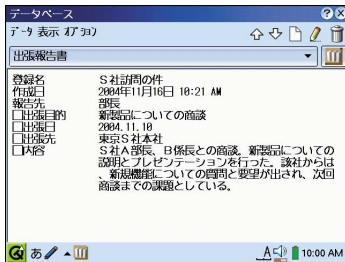 データベース
データ 表示 オプション
出張報告書
登録名 S社訪問の件
作成日 2004年11月16日 10:21 AM
報告先 部長
□出張目的 新製品についての商談
□出張日 2004.11.10
□出張先 東京S社本社
□内容 S社A部長、B係長との商談。新製品についての
説明とプレゼンテーションを行った。該社からは
、新規機能についての質問と要望が出され、次回
商談までの課題としている。
あ A 10:00 AM